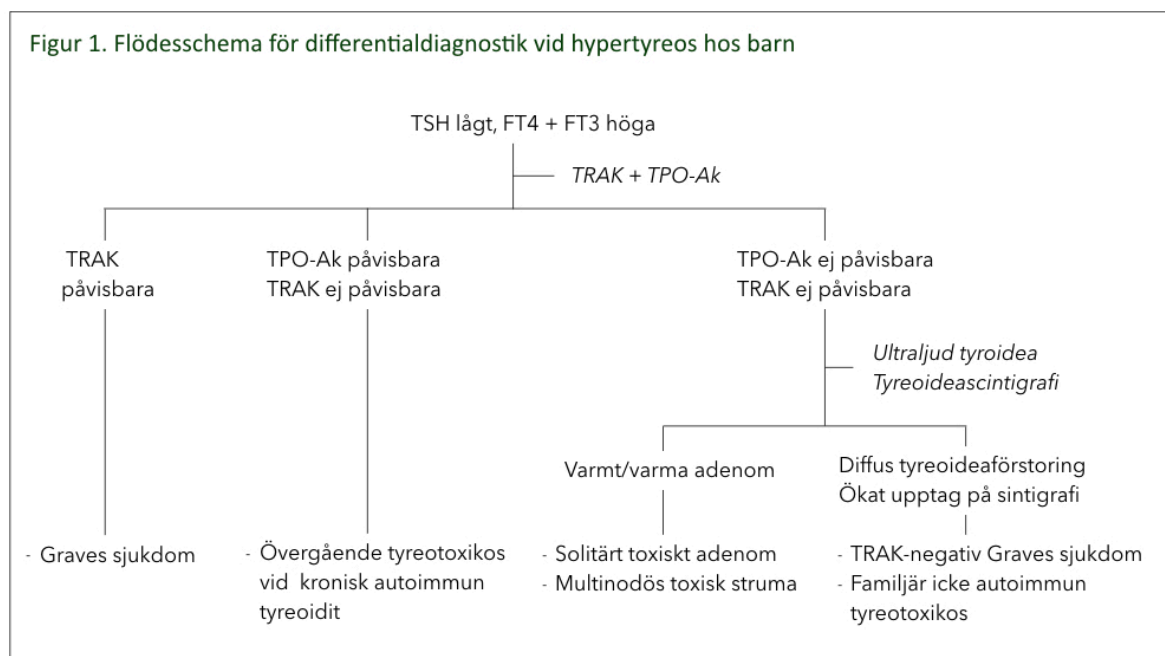 Figur 1. Flödesschema för differentialdiagnostik vid hypertyreos hos barn
TSH lågt, FT4 + FT3 höga
TRAK + TPO-Ak
TRAK
påvisbara
TPO-Ak påvisbara
TRAK ej påvisbara
TPO-Ak ej påvisbara
TRAK ej påvisbara
Ultraljud tyroidea
Tyreoideascintigrafi
Varmt/varma adenom
Diffus tyreoideaförstoring
Ökat upptag på sintigrafi
- Graves sjukdom
- Övergående tyreotoxikos
vid kronisk autoimmun
tyreoidit
- Solitärt toxiskt adenom
- Multinodös toxisk struma
- TRAK-negativ Graves sjukdom
- Familjär icke autoimmun
tyreotoxikos